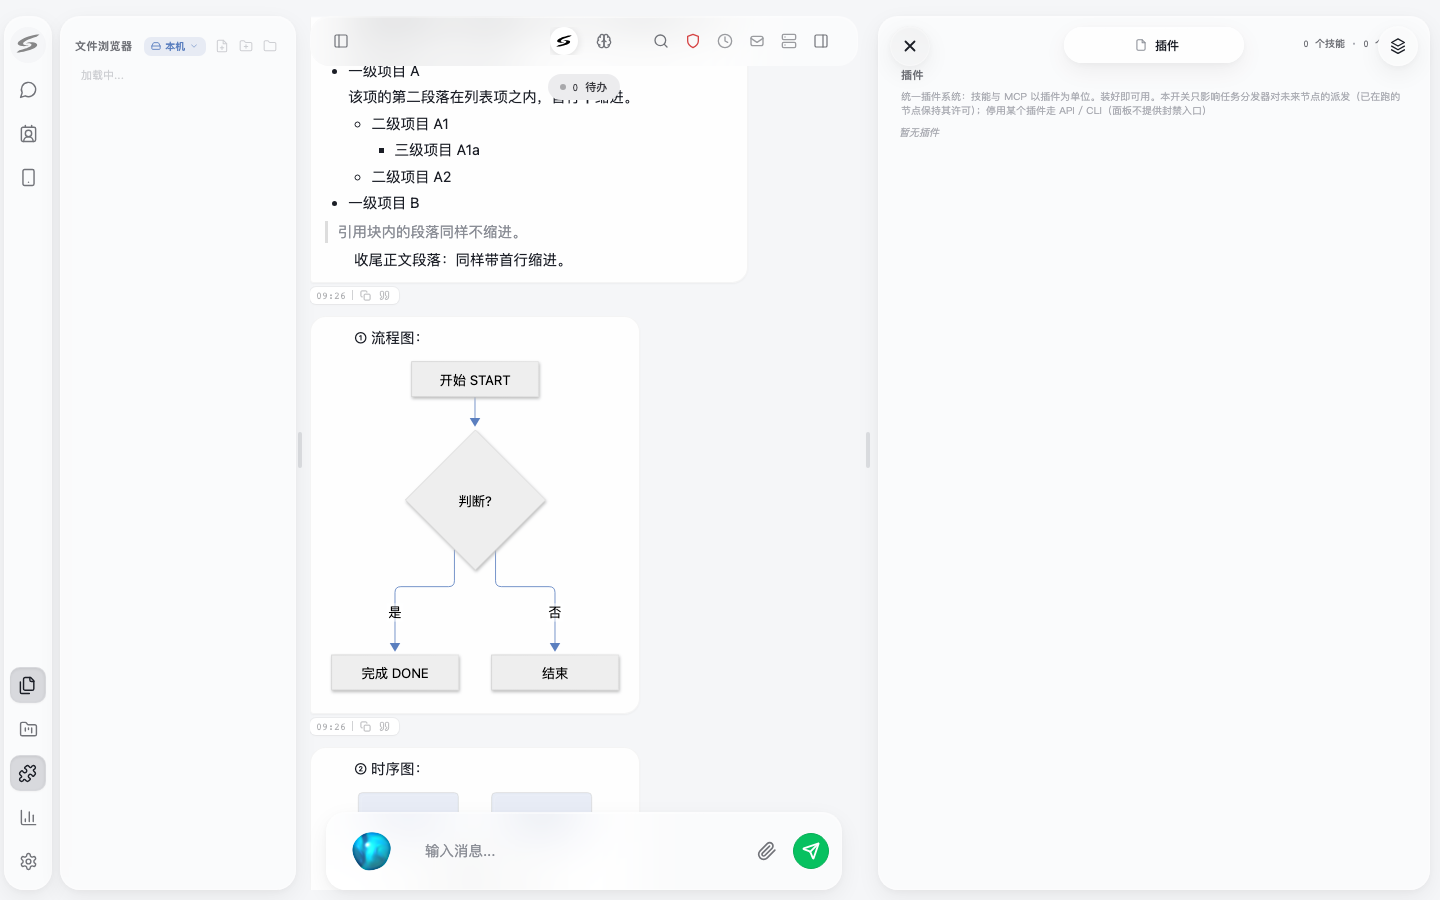 文件浏览器
本机
加载中...
一级项目 A
0 待办
该项的第二段落在列表项之内，首行不缩进。
二级项目 A1
三级项目 A1a
二级项目 A2
一级项目 B
引用块内的段落同样不缩进。
收尾正文段落：同样带首行缩进。
09:26
① 流程图：
开始 START
判断?
是
否
完成 DONE
结束
09:26
② 时序图：
输入消息...
插件
0 个技能 · 0
插件
统一插件系统：技能与 MCP 以插件为单位。装好即可用。本开关只影响任务分发器对未来节点的派发（已在跑的
节点保持其许可）；停用某个插件走 API / CLI（面板不提供封禁入口）
暂无插件